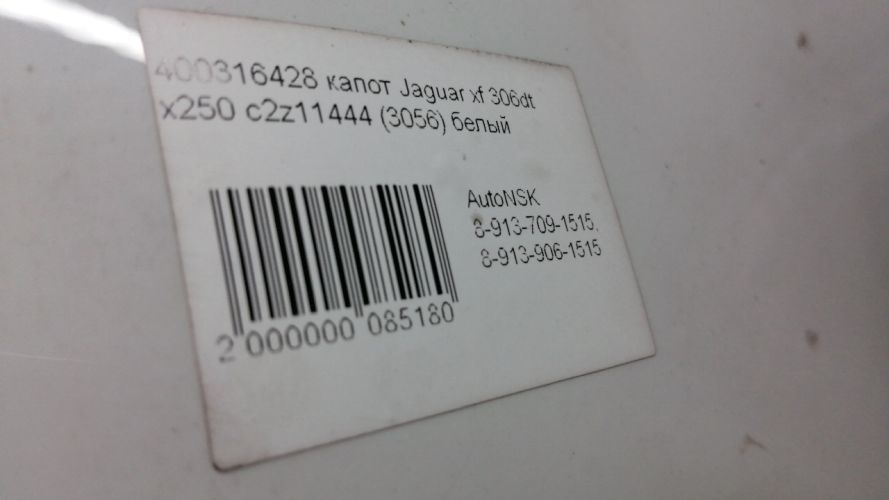 400316428 капот Jaguar xf 306dt
x250 c2z11444 (3056) белый
AutoNSK
8-913-709-1515,
8-913-906-1515
2 000000 085180